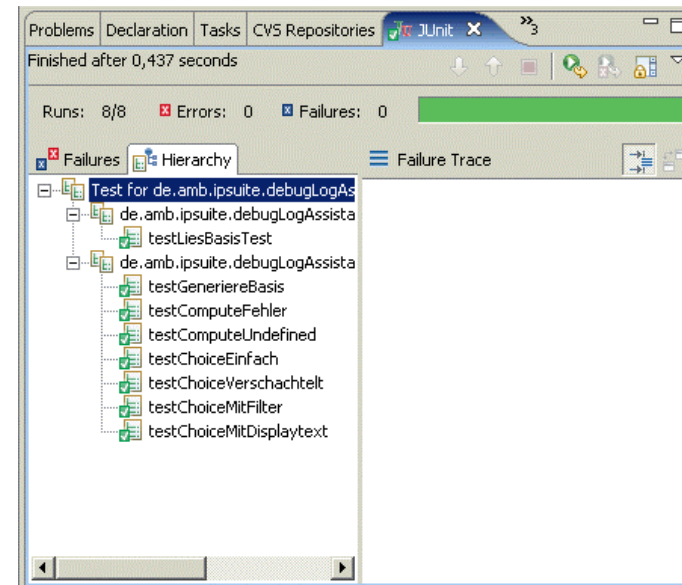 Problems Declaration Tasks CVS Repositories JUnit »3
Finished after 0,437 seconds
Runs: 8/8 Errors: 0 Failures: 0
Failures Hierarchy Failure Trace
Test for de.amb.ipsuite.debugLogAs
de.amb.ipsuite.debugLogAssista
testLiesBasisTest
de.amb.ipsuite.debugLogAssista
testGeneriereBasis
testComputeFehler
testComputeUndefined
testChoiceEinfach
testChoiceVerschachtelt
testChoiceMitFilter
testChoiceMitDisplaytext